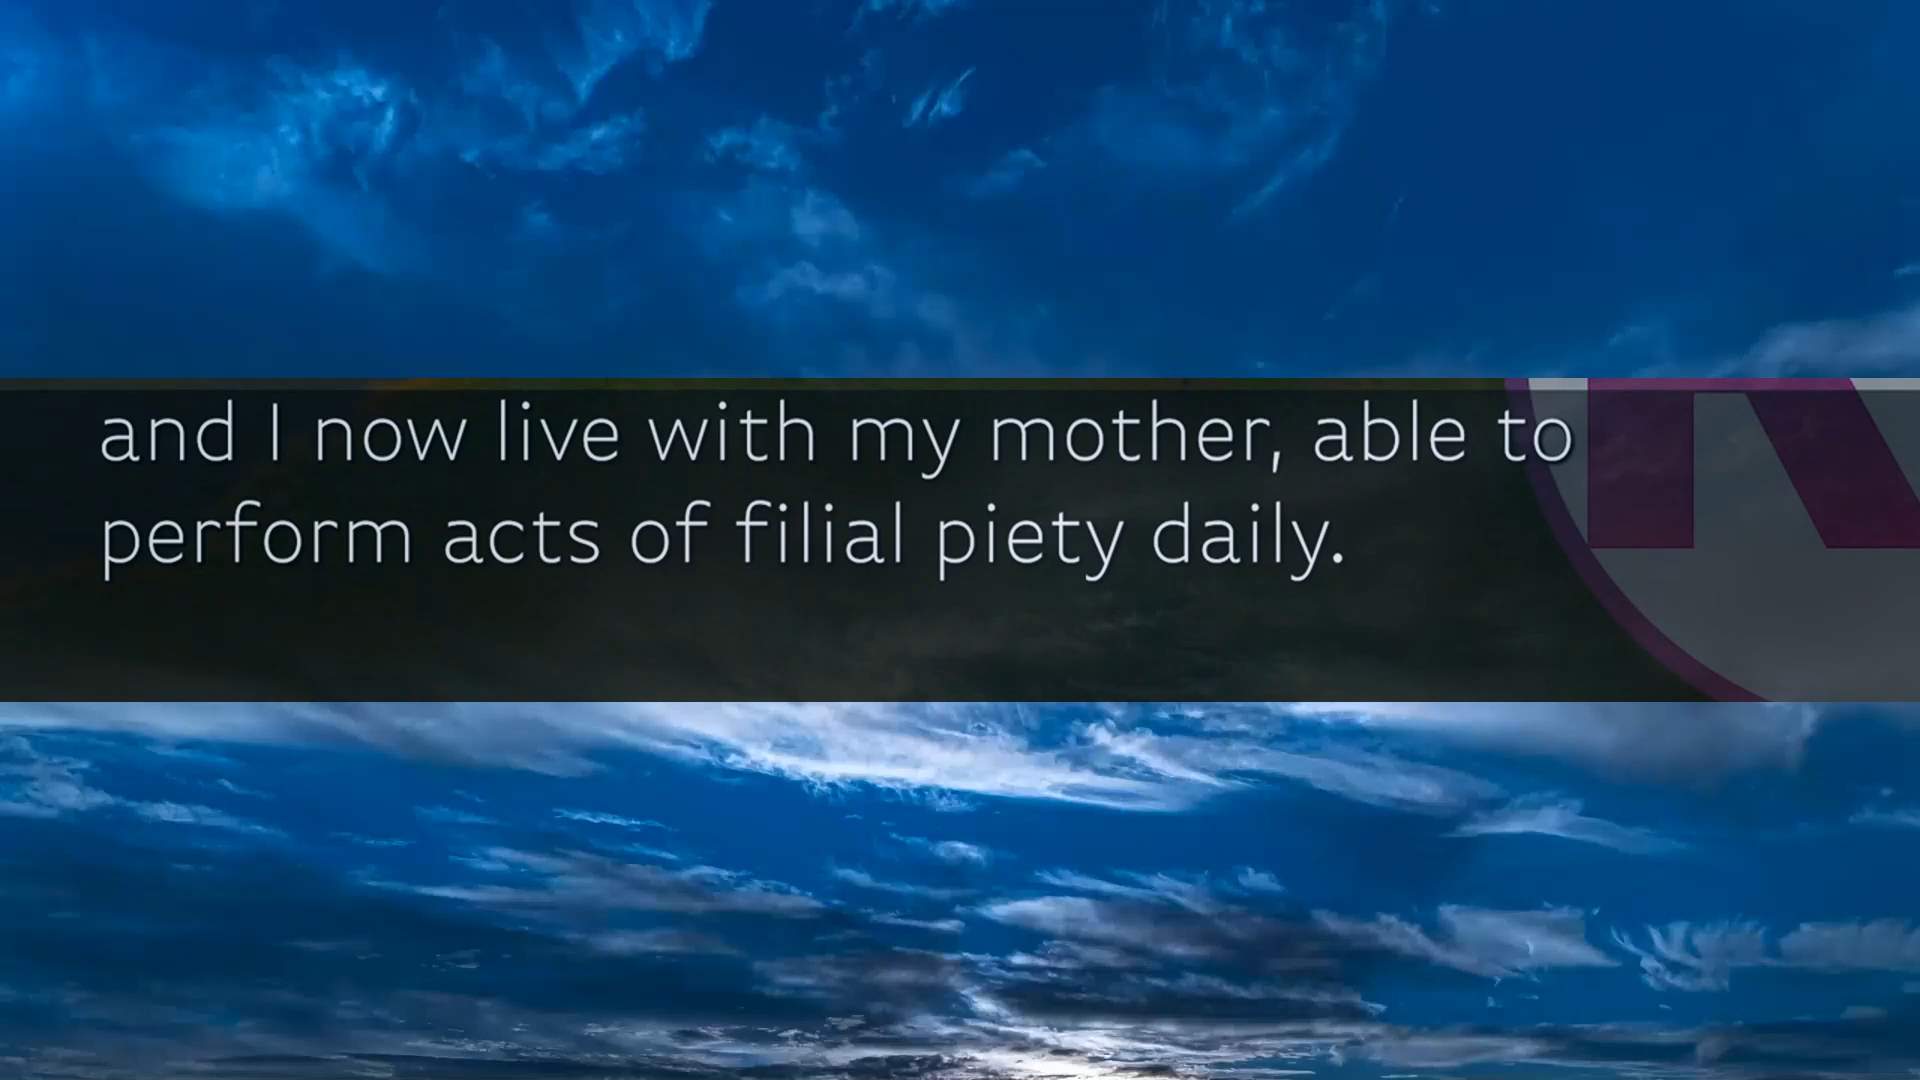 and I now live with my mother, able to
perform acts of filial piety daily.